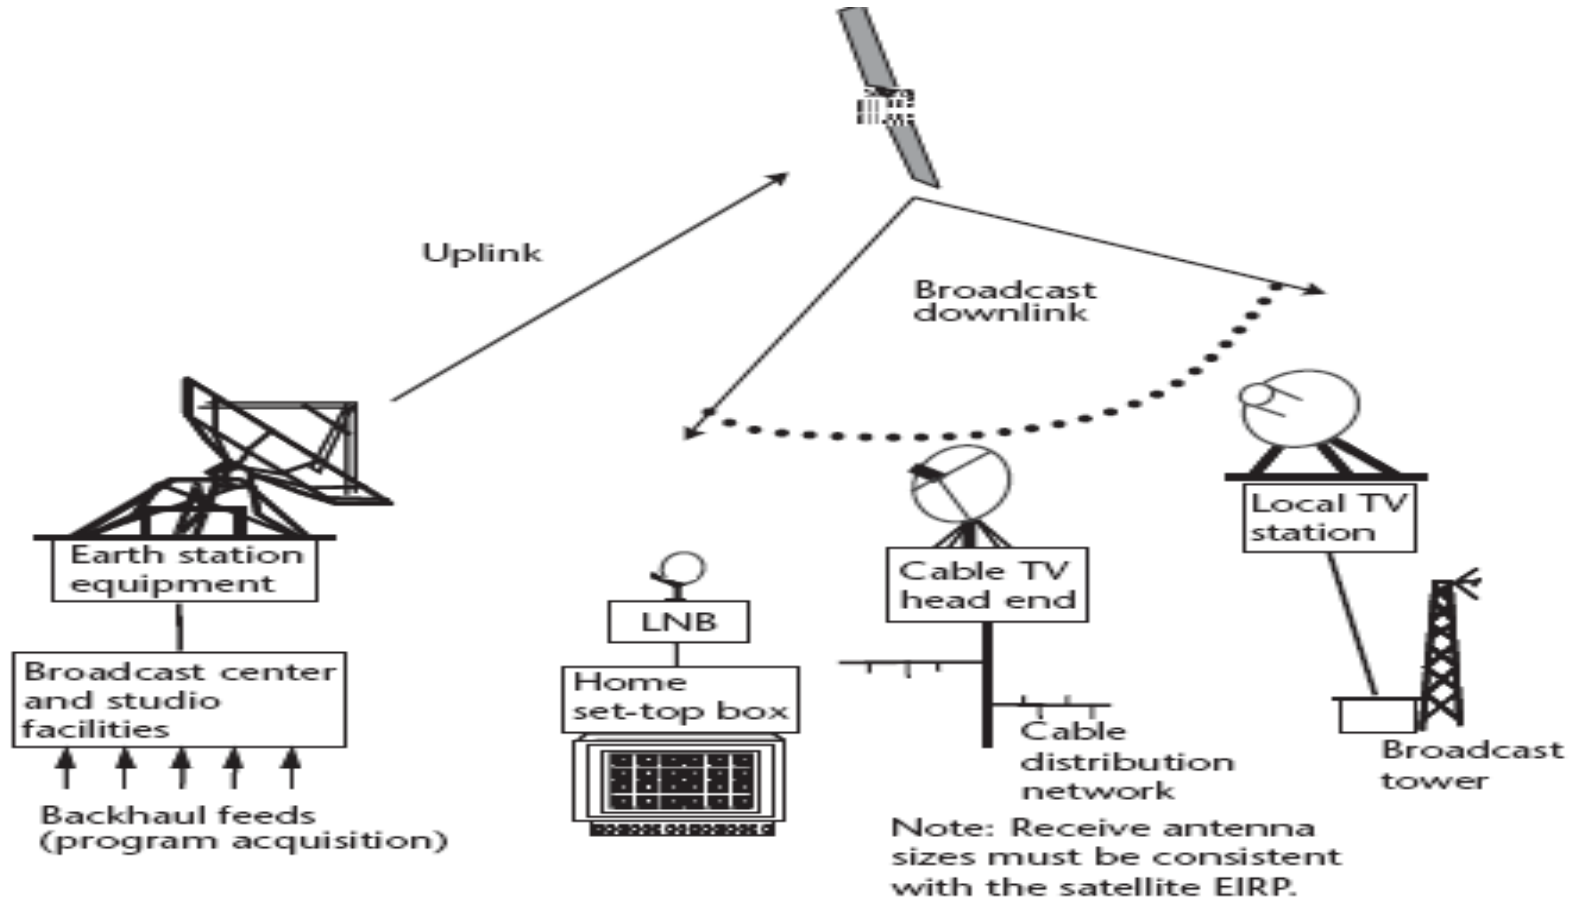 Uplink
Broadcast
downlink
Earth station
equipment
Broadcast center
and studio
facilities
Backhaul feeds
(program acquisition)
LNB
Home
set-top box
Cable TV
head end
Cable
distribution
network
Local TV
station
Broadcast
tower
Note: Receive antenna
sizes must be consistent
with the satellite EIRP.